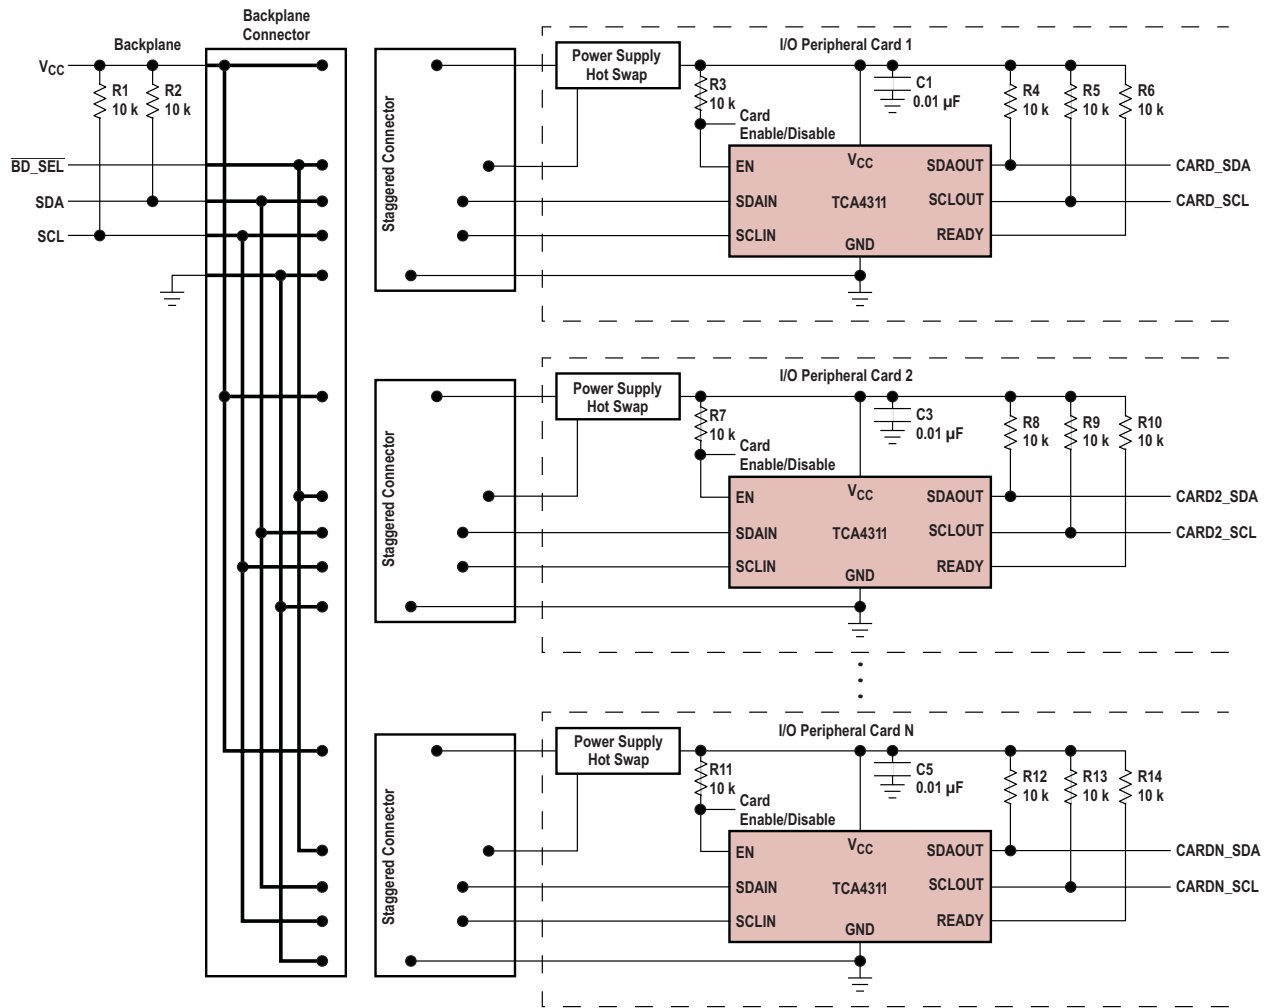 Backplane
Connector
Backplane
VCC
R1
10 k
R2
10 k
BD_SEL
SDA
SCL
Staggered Connector
I/O Peripheral Card 1
Power Supply
Hot Swap
R3
10 k
Card
Enable/Disable
C1
0.01 µF
R4
10 k
R5
10 k
R6
10 k
EN
VCC
SDAOUT
CARD_SDA
SDAIN
TCA4311
SCLOUT
CARD_SCL
SCLIN
GND
READY
Staggered Connector
I/O Peripheral Card 2
Power Supply
Hot Swap
R7
10 k
Card
Enable/Disable
C3
0.01 µF
R8
10 k
R9
10 k
R10
10 k
EN
VCC
SDAOUT
CARD2_SDA
SDAIN
TCA4311
SCLOUT
CARD2_SCL
SCLIN
GND
READY
Staggered Connector
I/O Peripheral Card N
Power Supply
Hot Swap
R11
10 k
Card
Enable/Disable
C5
0.01 µF
R12
10 k
R13
10 k
R14
10 k
EN
VCC
SDAOUT
CARDN_SDA
SDAIN
TCA4311
SCLOUT
CARDN_SCL
SCLIN
GND
READY